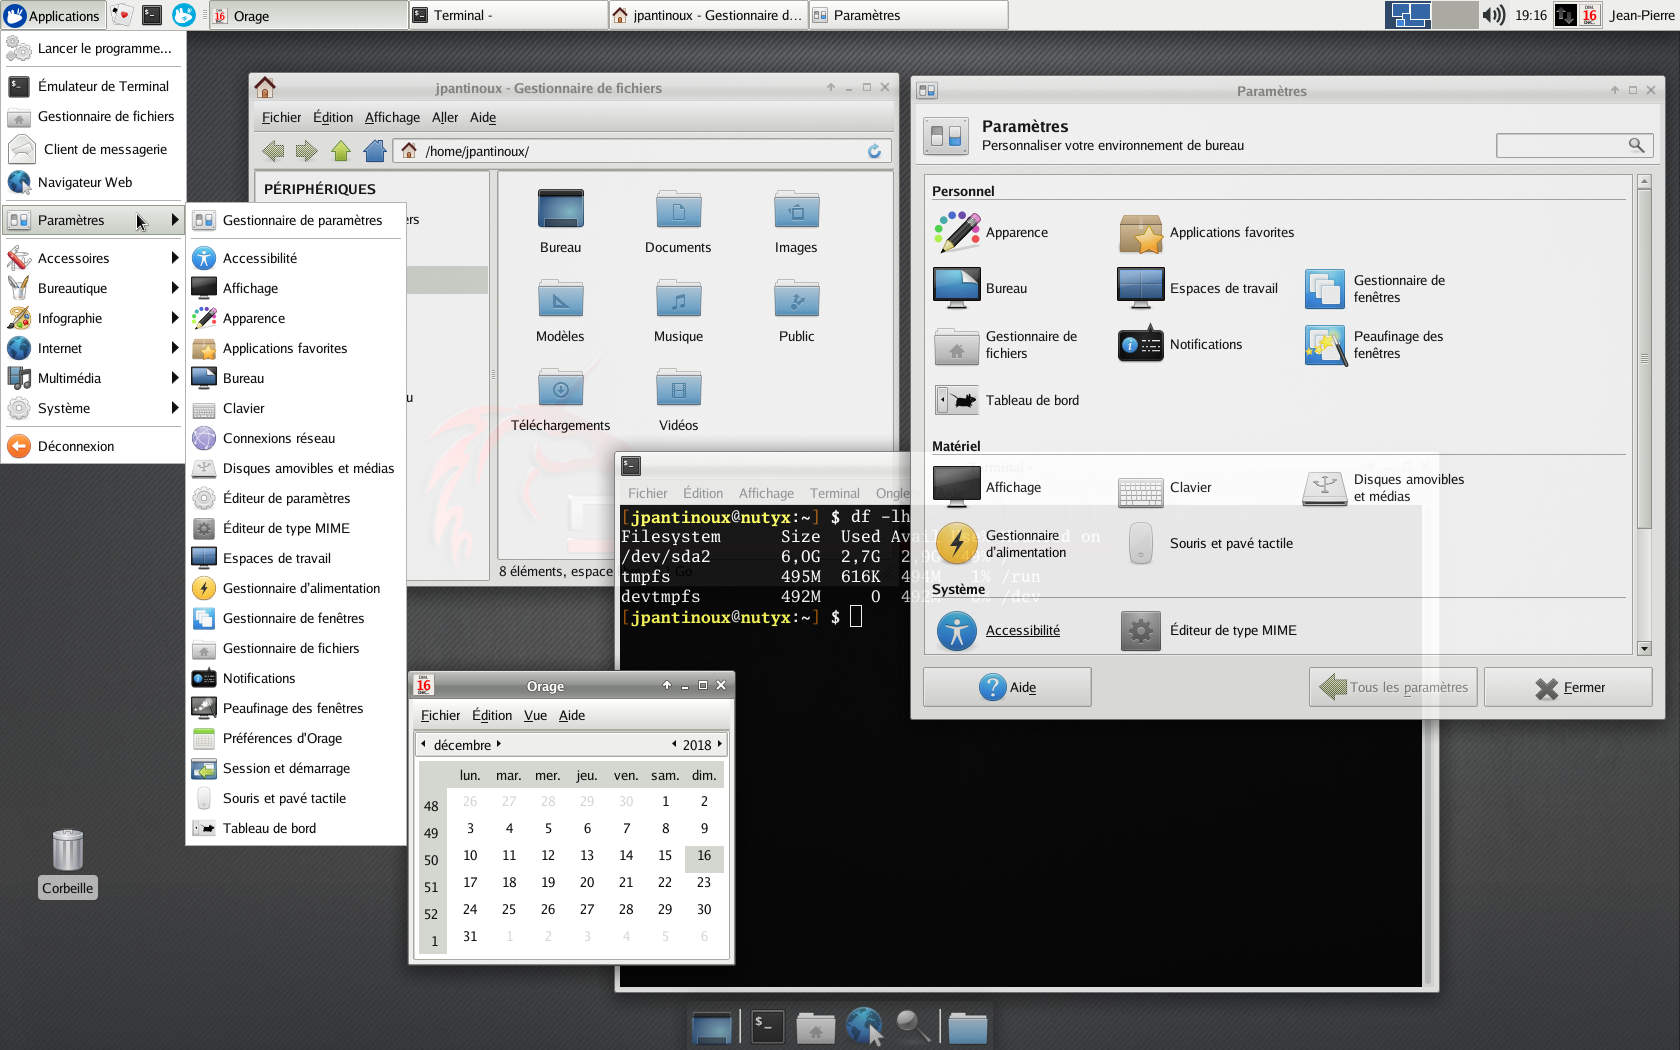 Applications
Orage
Terminal -
jpantinoux - Gestionnaire d...
Paramètres
19:16
16
Jean-Pierre
Lancer le programme...
Émulateur de Terminal
Gestionnaire de fichiers
Client de messagerie
Navigateur Web
Paramètres
Accessoires
Bureautique
Infographie
Internet
Multimédia
Système
Déconnexion
Gestionnaire de paramètres
Accessibilité
Affichage
Apparence
Applications favorites
Bureau
Clavier
Connexions réseau
Disques amovibles et médias
Éditeur de paramètres
Éditeur de type MIME
Espaces de travail
Gestionnaire d'alimentation
Gestionnaire de fenêtres
Gestionnaire de fichiers
Notifications
Peaufinage des fenêtres
Préférences d'Orage
Session et démarrage
Souris et pavé tactile
Tableau de bord
jpantinoux - Gestionnaire de fichiers
Fichier Édition Affichage Aller Aide
/home/jpantinoux/
PÉRIPHÉRIQUES
Bureau Documents Images
Modèles Musique Public
Téléchargements Vidéos
8 éléments, espace
Paramètres
Paramètres
Personnaliser votre environnement de bureau
Personnel
Apparence
Applications favorites
Bureau
Espaces de travail
Gestionnaire de
fenêtres
Gestionnaire de
fichiers
Notifications
Peaufinage des
fenêtres
Tableau de bord
Matériel
Affichage
Clavier
Disques amovibles
et médias
Gestionnaire
d'alimentation
Souris et pavé tactile
Système
Accessibilité
Éditeur de type MIME
Aide
Tous les paramètres
Fermer
Fichier Édition Affichage Terminal Ongle
[jpantinoux@nutyx:~] $ df -lh
Filesystem Size Used Avai on
/dev/sda2 6,0G 2,7G 2,9G
tmpfs 495M 616K 494M 1% /run
devtmpfs 492M 0 492M /dev
[jpantinoux@nutyx:~] $
16
Orage
Fichier Édition Vue Aide
décembre 2018
lun. mar. mer. jeu. ven. sam. dim.
48 26 27 28 29 30 1 2
49 3 4 5 6 7 8 9
50 10 11 12 13 14 15 16
51 17 18 19 20 21 22 23
52 24 25 26 27 28 29 30
1 31 1 2 3 4 5 6
Corbeille